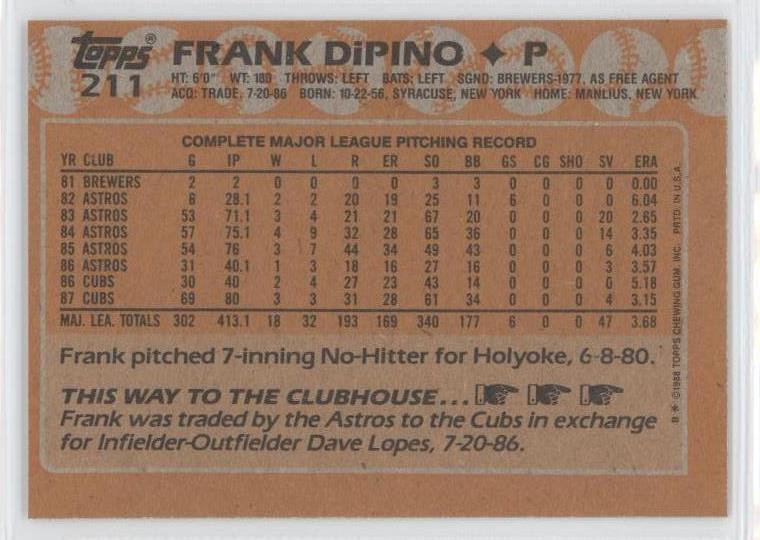 Topps® FRANK DiPINO ✦ P
211 HT: 6'0" WT: 180 THROWS: LEFT BATS: LEFT SGND: BREWERS-1977, AS FREE AGENT
ACQ: TRADE, 7-20-86 BORN: 10-22-56, SYRACUSE, NEW YORK HOME: MANLIUS, NEW YORK
COMPLETE MAJOR LEAGUE PITCHING RECORD
YR CLUB G IP W L R ER SO BB GS CG SHO SV ERA
81 BREWERS 2 2 0 0 0 0 3 3 0 0 0 0 0.00
82 ASTROS 6 28.1 2 2 20 19 25 11 6 0 0 0 6.04
83 ASTROS 53 71.1 3 4 21 21 67 20 0 0 0 20 2.65
84 ASTROS 57 75.1 4 9 32 28 65 36 0 0 0 14 3.35
85 ASTROS 54 76 3 7 44 34 49 43 0 0 0 6 4.03
86 ASTROS 31 40.1 1 3 18 16 27 16 0 0 0 3 3.57
86 CUBS 30 40 2 4 27 23 43 14 0 0 0 0 5.18
87 CUBS 69 80 3 3 31 28 61 34 0 0 0 4 3.15
MAJ. LEA. TOTALS 302 413.1 18 32 193 169 340 177 6 0 0 47 3.68
Frank pitched 7-inning No-Hitter for Holyoke, 6-8-80.
THIS WAY TO THE CLUBHOUSE...
Frank was traded by the Astros to the Cubs in exchange
for Infielder-Outfielder Dave Lopes, 7-20-86.
B * ©1988 TOPPS CHEWING GUM, INC. PRTD. IN U.S.A.